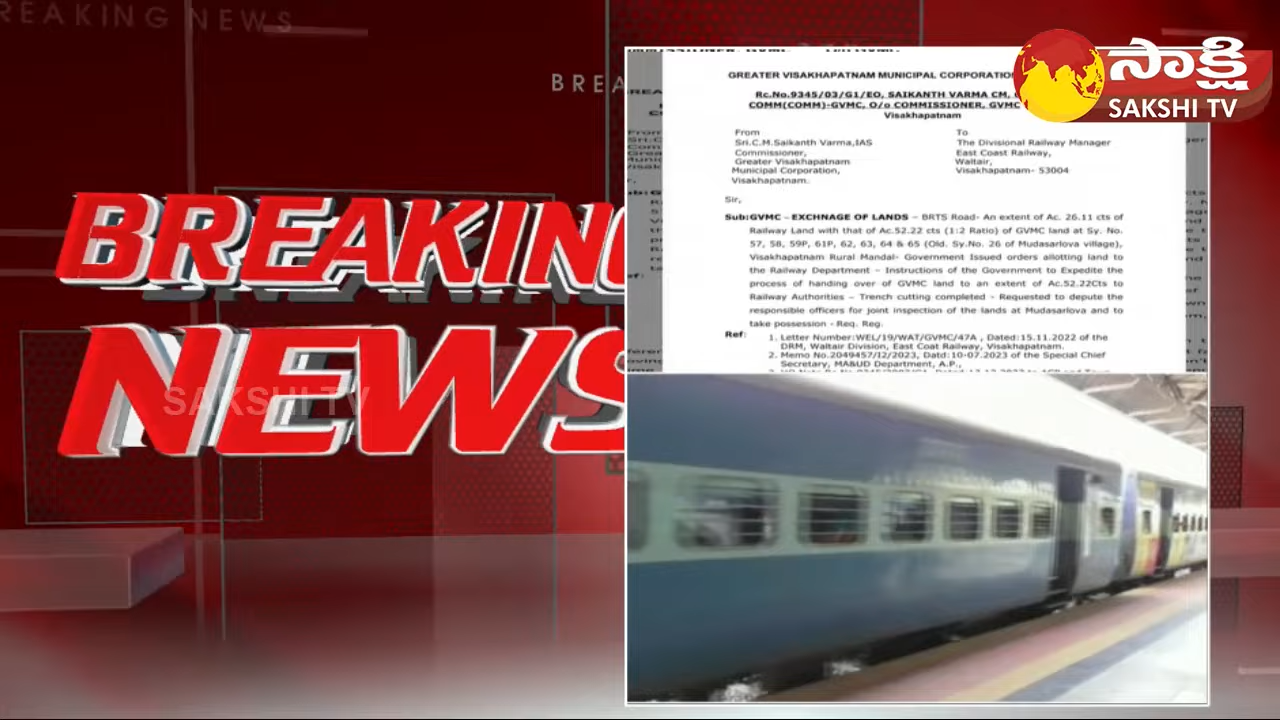 READING NEWS
BREA
సాక్షి
SAKSHI TV
BREAKING
NEWS
SAKSHI TV
GREATER VISAKHAPATNAM MUNICIPAL CORPORATION
Rc.No.9345/03/G1/EO, SAIKANTH VARMA CM,
COMM(COMM)-GVMC, O/o COMMISSIONER, GVMC
Visakhapatnam
From
Sri.C.M.Saikanth Varma,IAS
Commissioner,
Greater Visakhapatnam
Municipal Corporation,
Visakhapatnam.
To
The Divisional Railway Manager
East Coast Railway,
Waltair,
Visakhapatnam- 53004
Sir,
Sub:GVMC – EXCHNAGE OF LANDS – BRTS Road- An extent of Ac. 26.11 cts of
Railway Land with that of Ac.52.22 cts (1:2 Ratio) of GVMC land at Sy. No.
57, 58, 59P, 61P, 62, 63, 64 & 65 (Old. Sy.No. 26 of Mudasarlova village),
Visakhapatnam Rural Mandal- Government Issued orders allotting land to
the Railway Department – Instructions of the Government to Expedite the
process of handing over of GVMC land to an extent of Ac.52.22Cts to
Railway Authorities – Trench cutting completed - Requested to depute the
responsible officers for joint inspection of the lands at Mudasarlova and to
take possession - Req. Reg.
Ref:
1. Letter Number:WEL/19/WAT/GVMC/47A , Dated:15.11.2022 of the
DRM, Waltair Division, East Coat Railway, Visakhapatnam.
2. Memo No.2049457/I2/2023, Datd:10-07.2023 of the Special Chief
Secretary, MA&UD Department, A.P.,